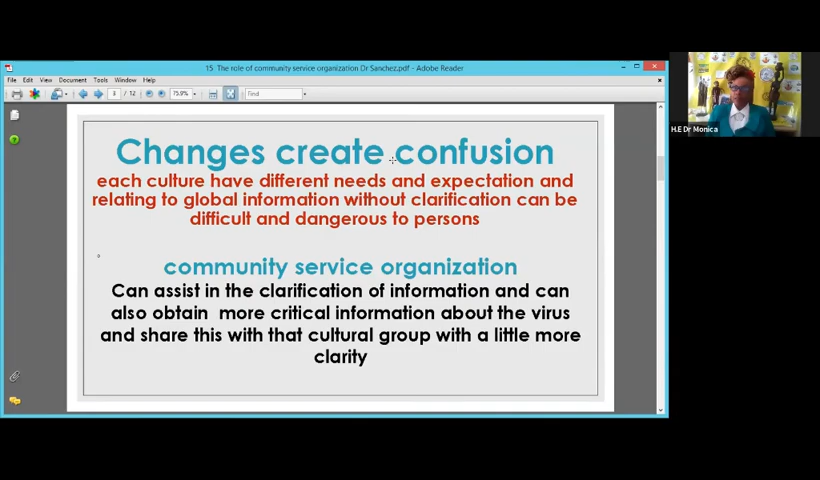 15 The role of community service organization Dr Sanchez.pdf - Adobe Reader
File Edit View Document Tools Window Help
/ 12 75.9% Find
Changes create confusion
each culture have different needs and expectation and
relating to global information without clarification can be
difficult and dangerous to persons
community service organization
Can assist in the clarification of information and can
also obtain more critical information about the virus
and share this with that cultural group with a little more
clarity
H.E Dr Monica